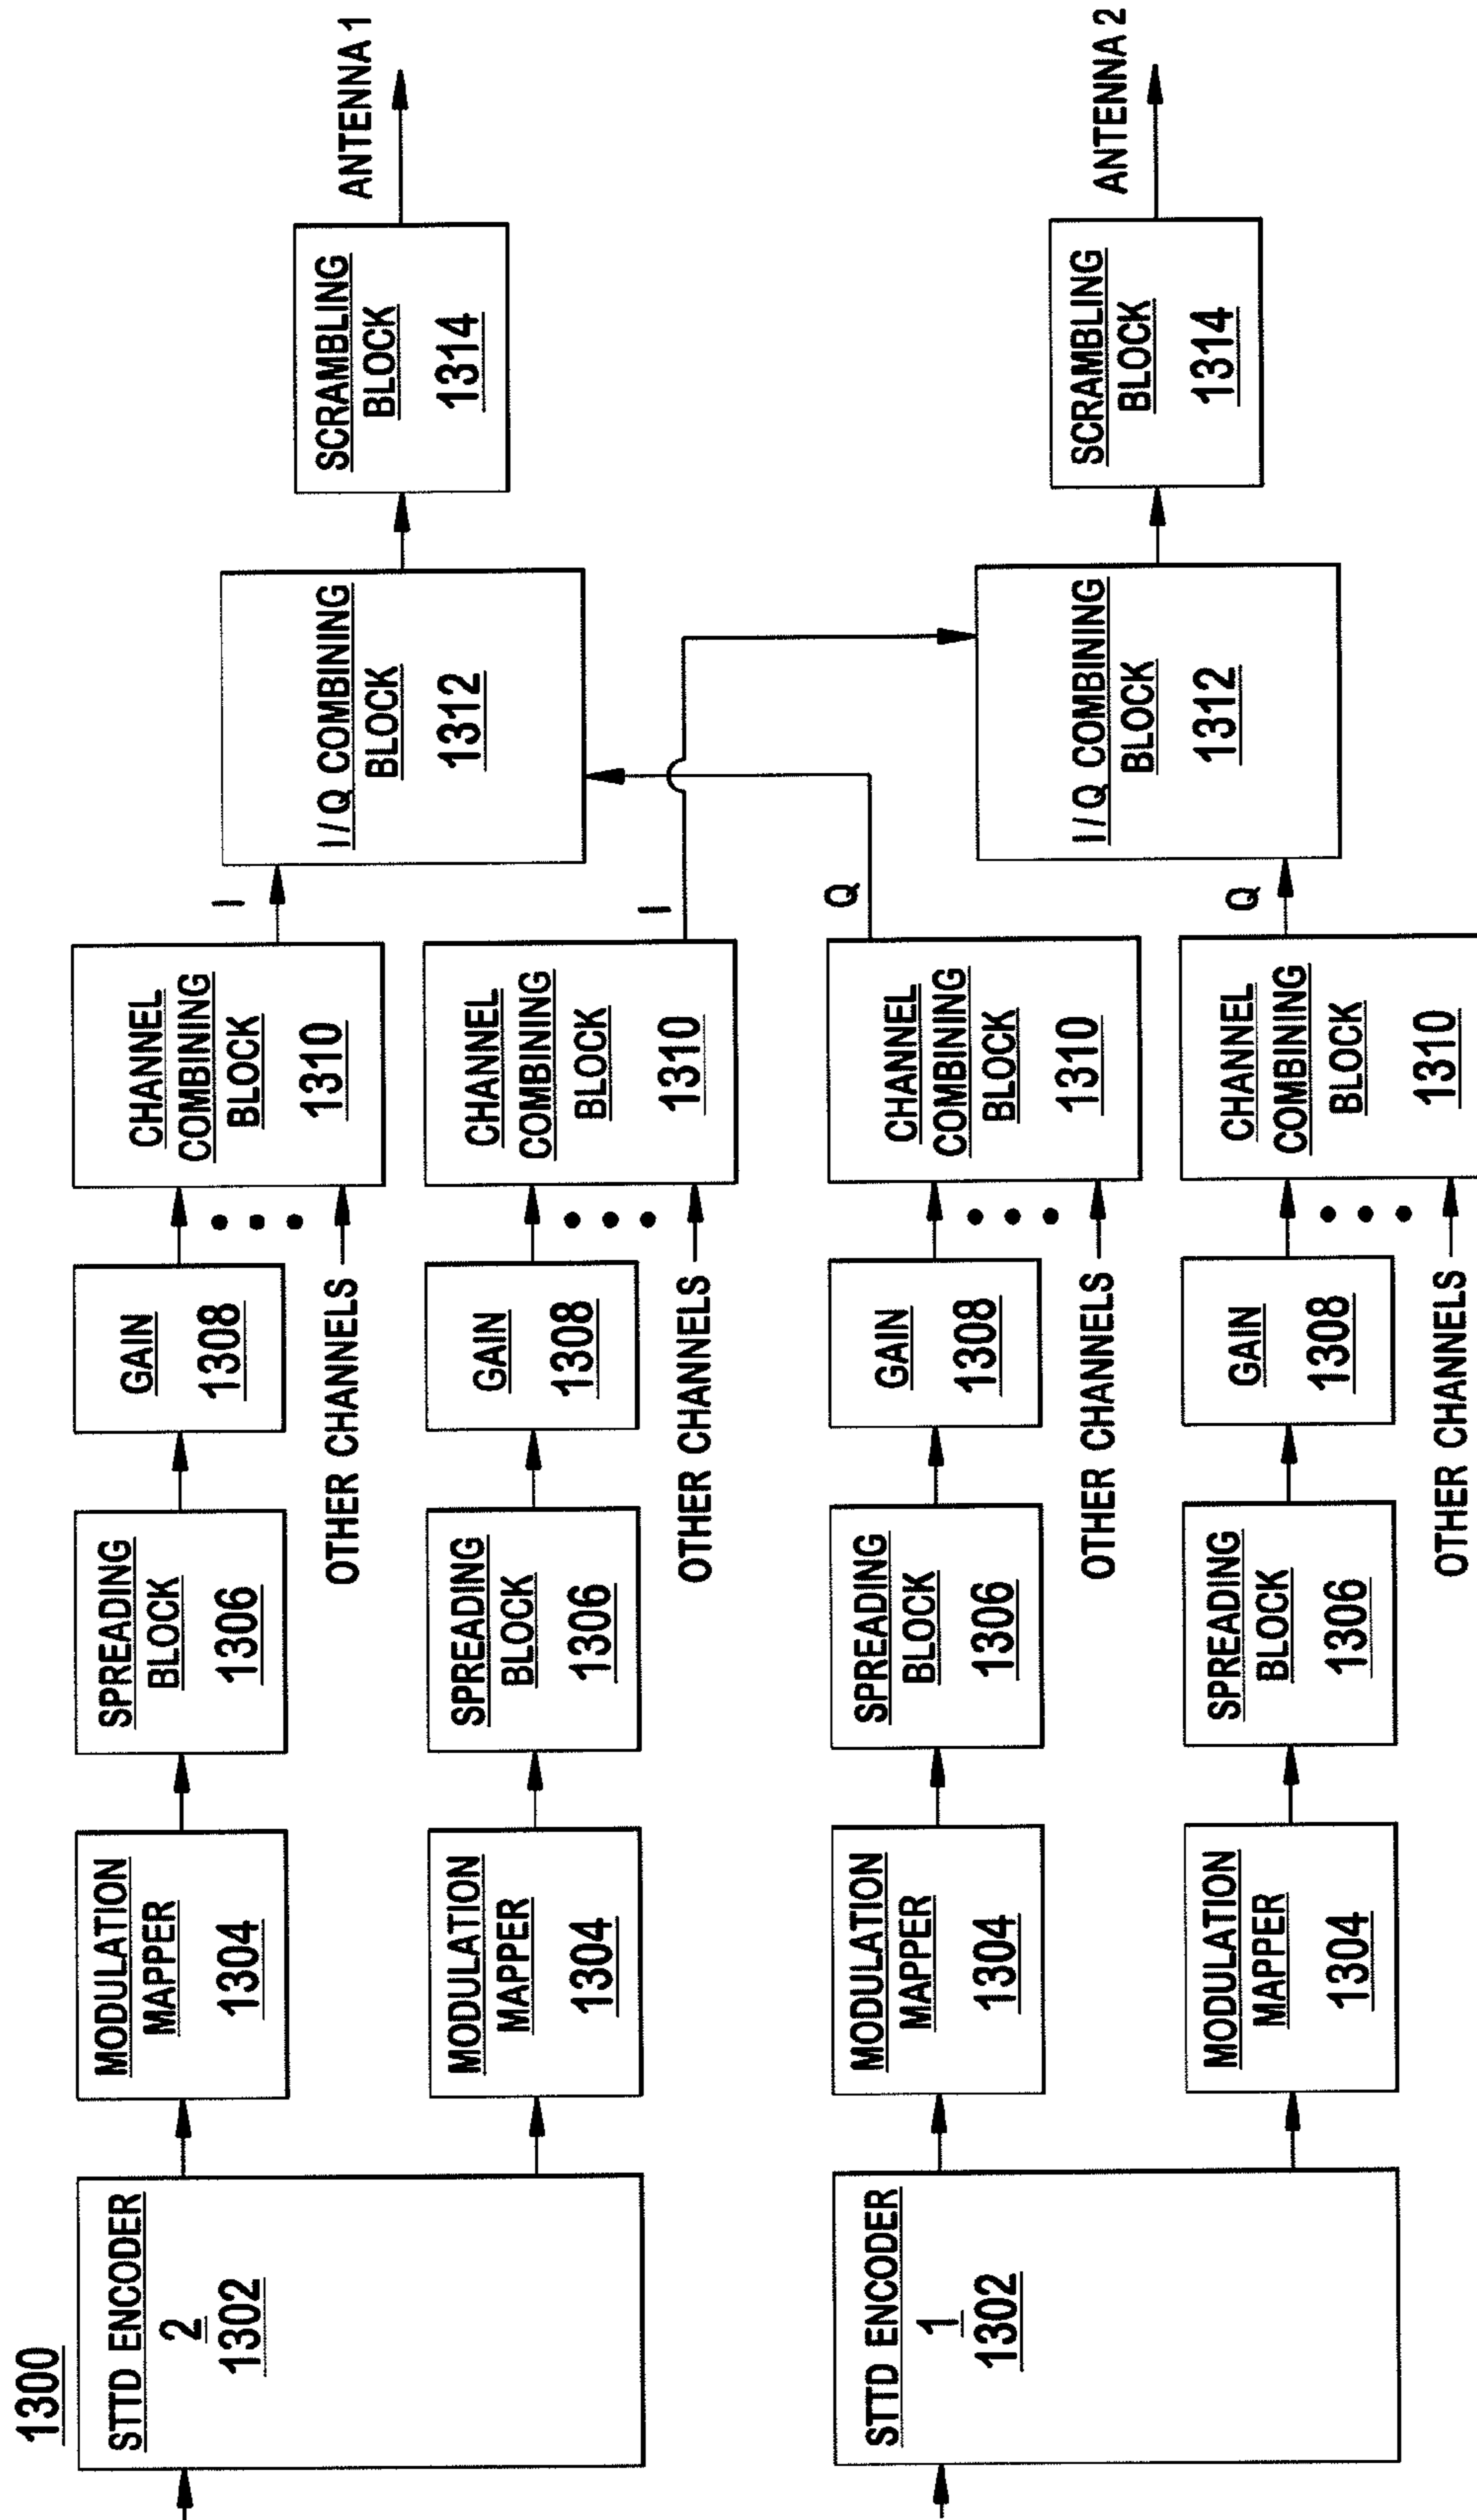 1300
STTD ENCODER
2
1302
MODULATION
MAPPER
1304
SPREADING
BLOCK
1306
GAIN
1308
OTHER CHANNELS
CHANNEL
COMBINING
BLOCK
1310
I
I / Q COMBINING
BLOCK
1312
SCRAMBLING
BLOCK
1314
ANTENNA 1
MODULATION
MAPPER
1304
SPREADING
BLOCK
1306
GAIN
1308
OTHER CHANNELS
CHANNEL
COMBINING
BLOCK
1310
I
STTD ENCODER
1
1302
MODULATION
MAPPER
1304
SPREADING
BLOCK
1306
GAIN
1308
OTHER CHANNELS
CHANNEL
COMBINING
BLOCK
1310
Q
I / Q COMBINING
BLOCK
1312
SCRAMBLING
BLOCK
1314
ANTENNA 2
MODULATION
MAPPER
1304
SPREADING
BLOCK
1306
GAIN
1308
OTHER CHANNELS
CHANNEL
COMBINING
BLOCK
1310
Q